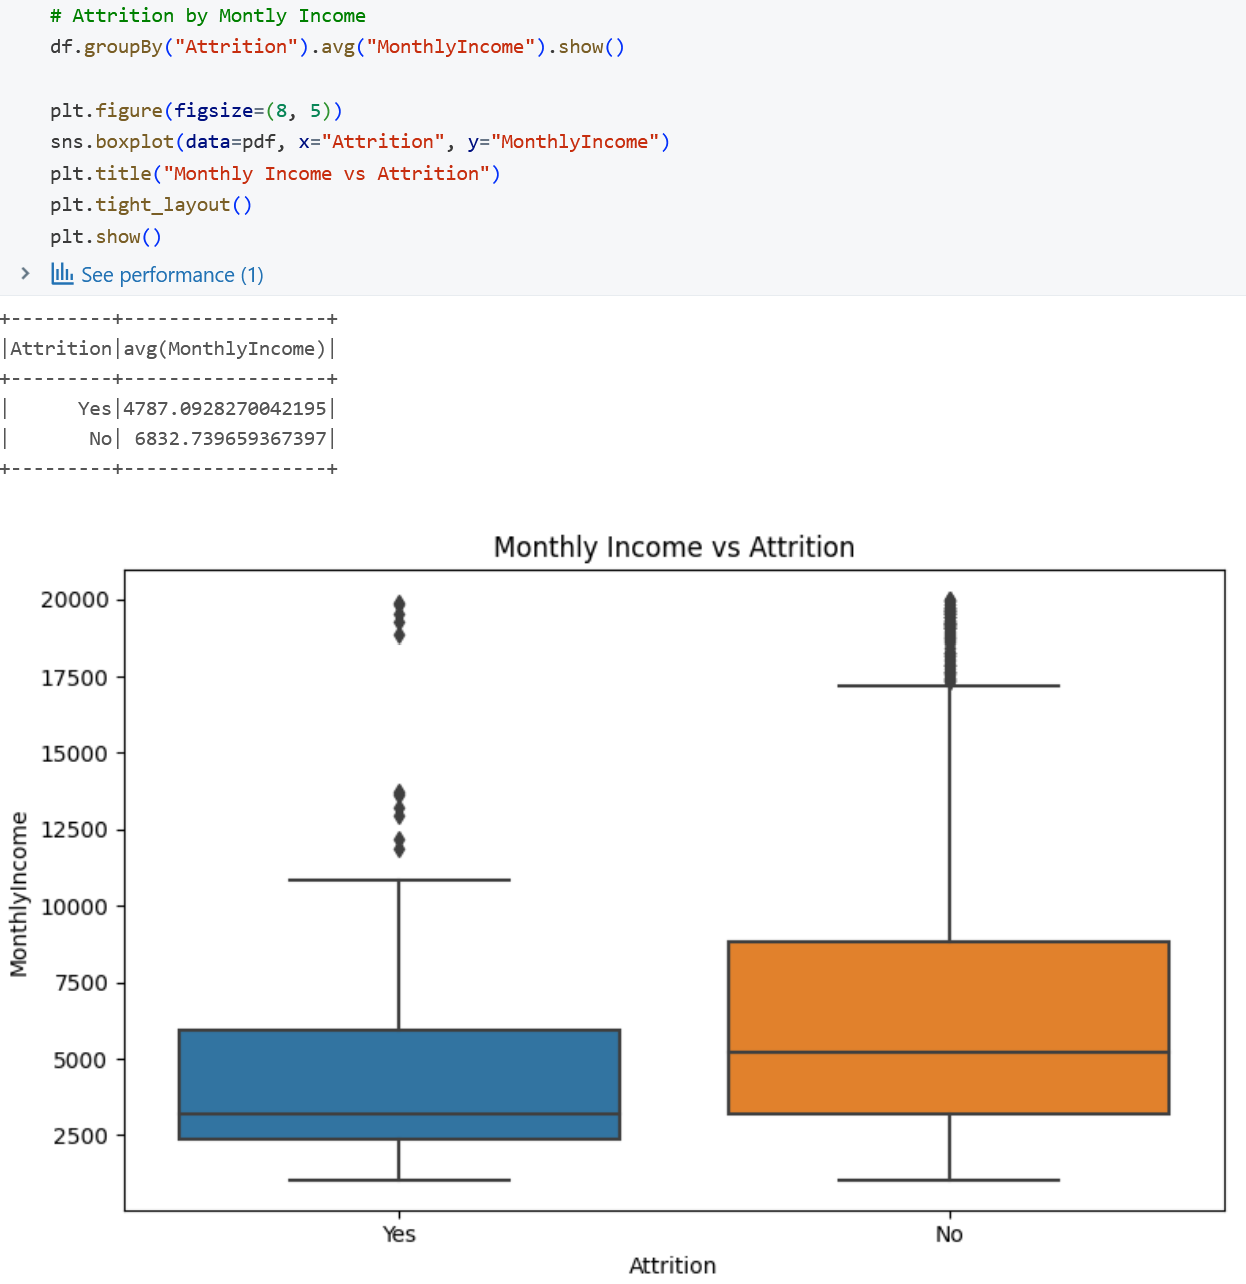 # Attrition by Montly Income
df.groupBy("Attrition").avg("MonthlyIncome").show()
plt.figure(figsize=(8, 5))
sns.boxplot(data=pdf, x="Attrition", y="MonthlyIncome")
plt.title("Monthly Income vs Attrition")
plt.tight_layout()
plt.show()
See performance (1)
+---------+------------------+
|Attrition|avg(MonthlyIncome)|
+---------+------------------+
|      Yes|4787.0928270042195|
|       No| 6832.739659367397|
+---------+------------------+
Monthly Income vs Attrition
20000
17500
15000
12500
10000
7500
5000
2500
MonthlyIncome
Yes
No
Attrition